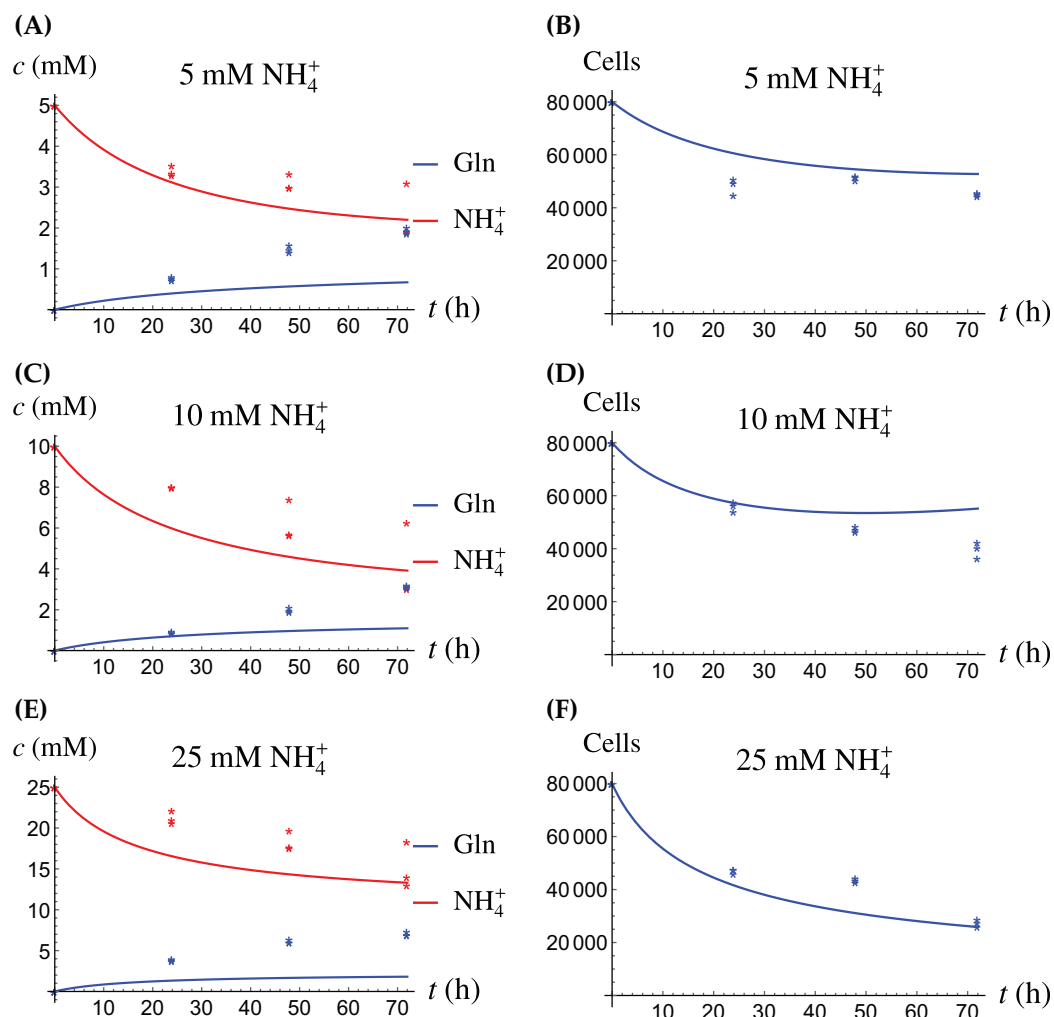 (A)
c (mM)
5 mM NH₄⁺
5
4
3
2
1
10 20 30 40 50 60 70
t (h)
Gln
NH₄⁺
(B)
Cells
5 mM NH₄⁺
80 000
60 000
40 000
20 000
10 20 30 40 50 60 70
t (h)
(C)
c (mM)
10 mM NH₄⁺
10
8
6
4
2
10 20 30 40 50 60 70
t (h)
Gln
NH₄⁺
(D)
Cells
10 mM NH₄⁺
80 000
60 000
40 000
20 000
10 20 30 40 50 60 70
t (h)
(E)
c (mM)
25 mM NH₄⁺
25
20
15
10
5
10 20 30 40 50 60 70
t (h)
Gln
NH₄⁺
(F)
Cells
25 mM NH₄⁺
80 000
60 000
40 000
20 000
10 20 30 40 50 60 70
t (h)